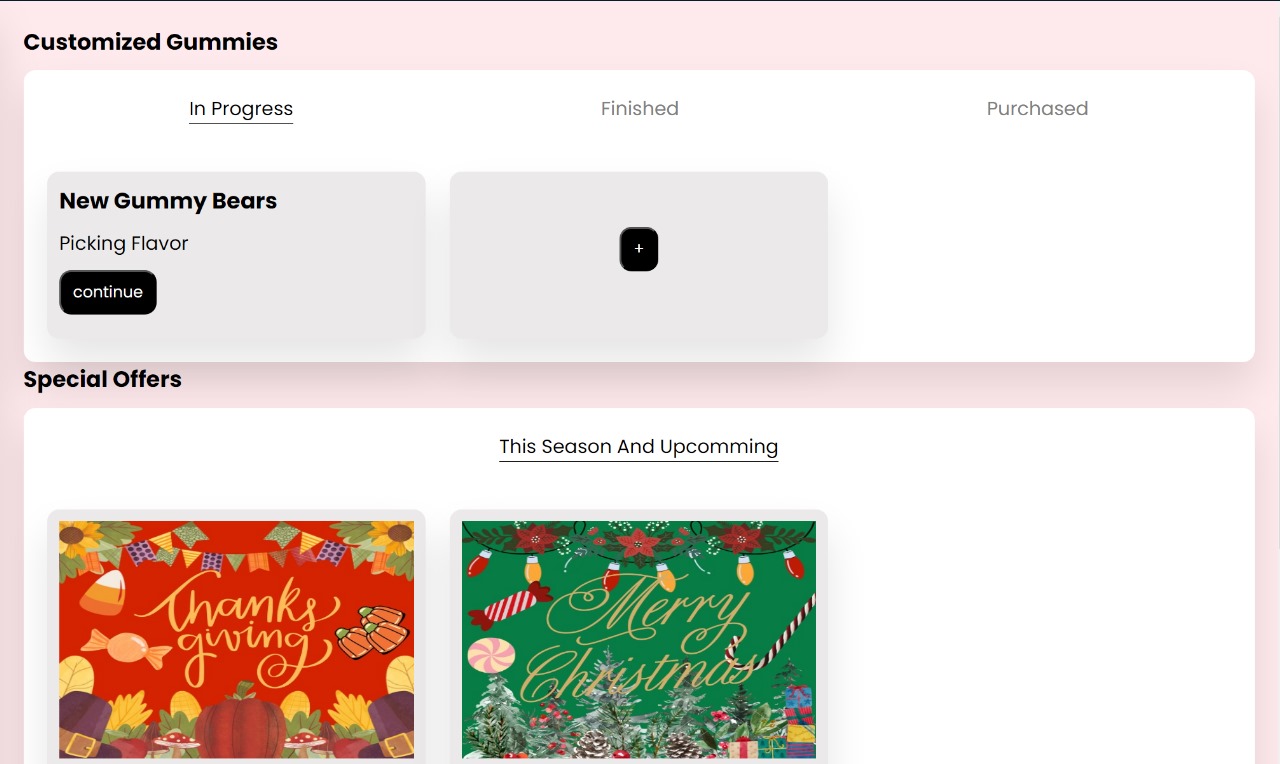 Customized Gummies
In Progress
Finished
Purchased
New Gummy Bears
Picking Flavor
continue
+
Special Offers
This Season And Upcomming
Thanks
giving
Merry
Christmas